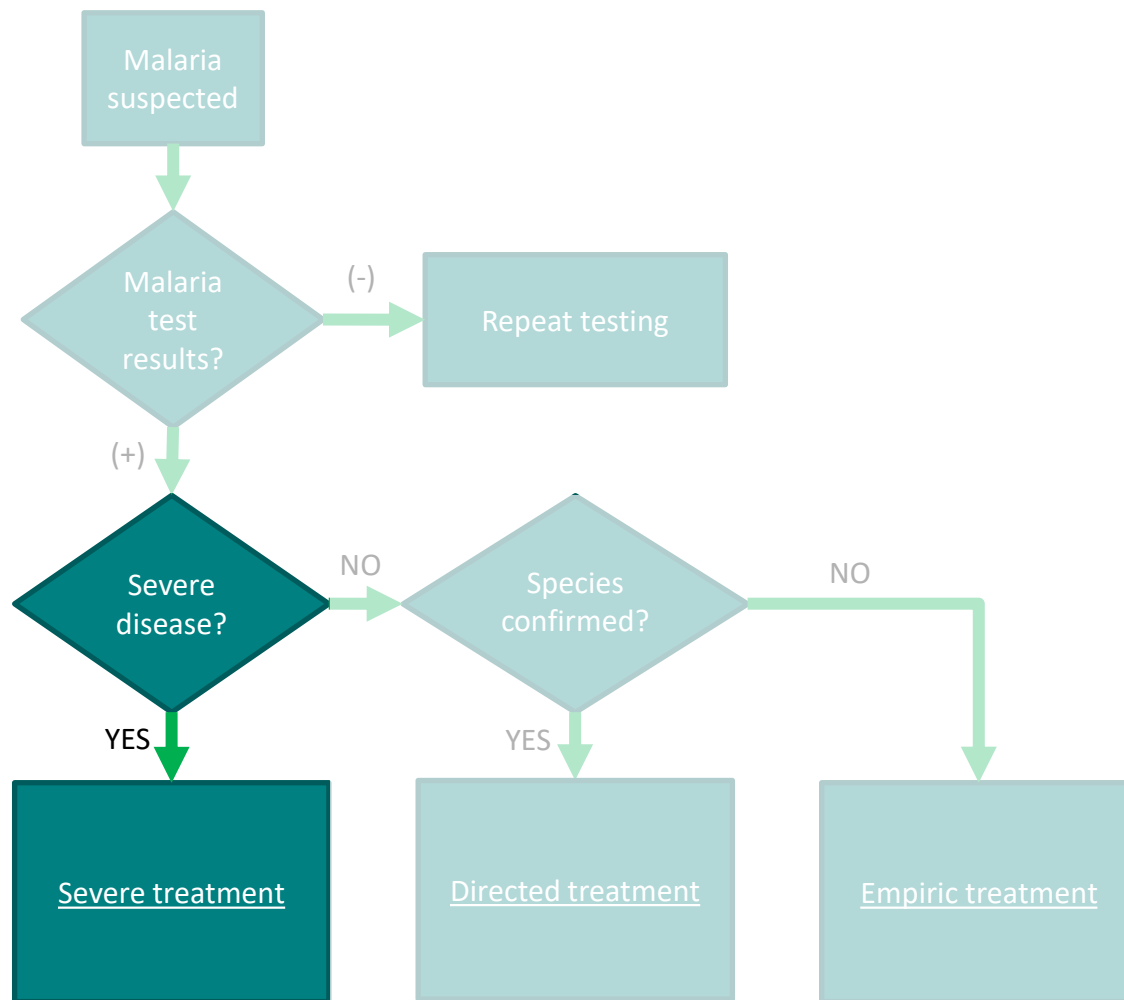 Malaria
suspected
Malaria
test
results?
(-)
Repeat testing
(+)
Severe
disease?
NO
Species
confirmed?
NO
YES
YES
Severe treatment
Directed treatment
Empiric treatment